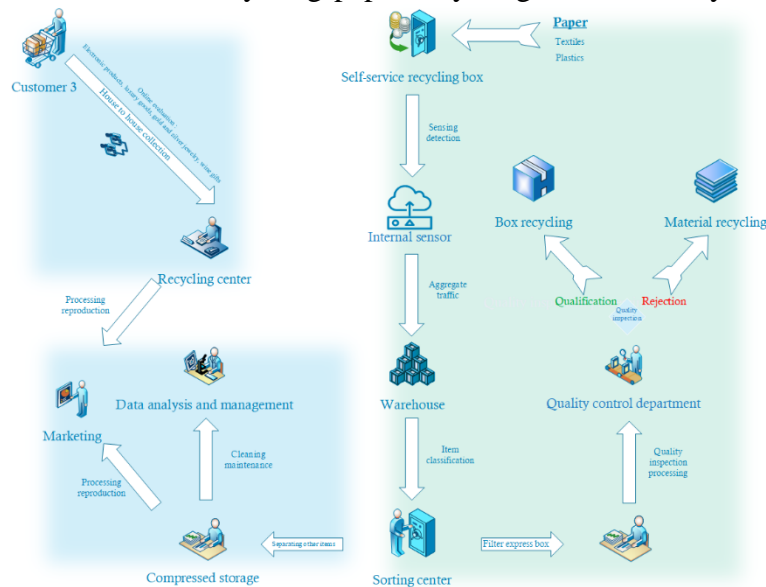 Customer 3
Electronic products, luxury goods, gold and silver jewelry, wine gifts
Online evaluation :
House to house collection
Recycling center
Processing
reproduction
Marketing
Data analysis and management
Processing
reproduction
Cleaning
maintenance
Compressed storage
Separating other items
Paper
Textiles
Plastics
Self-service recycling box
Sensing
detection
Internal sensor
Aggregate
traffic
Warehouse
Item
classification
Sorting center
Filter express box
Box recycling
Material recycling
Qualification
Rejection
Quality
inspection
Quality control department
Quality
inspection
processing